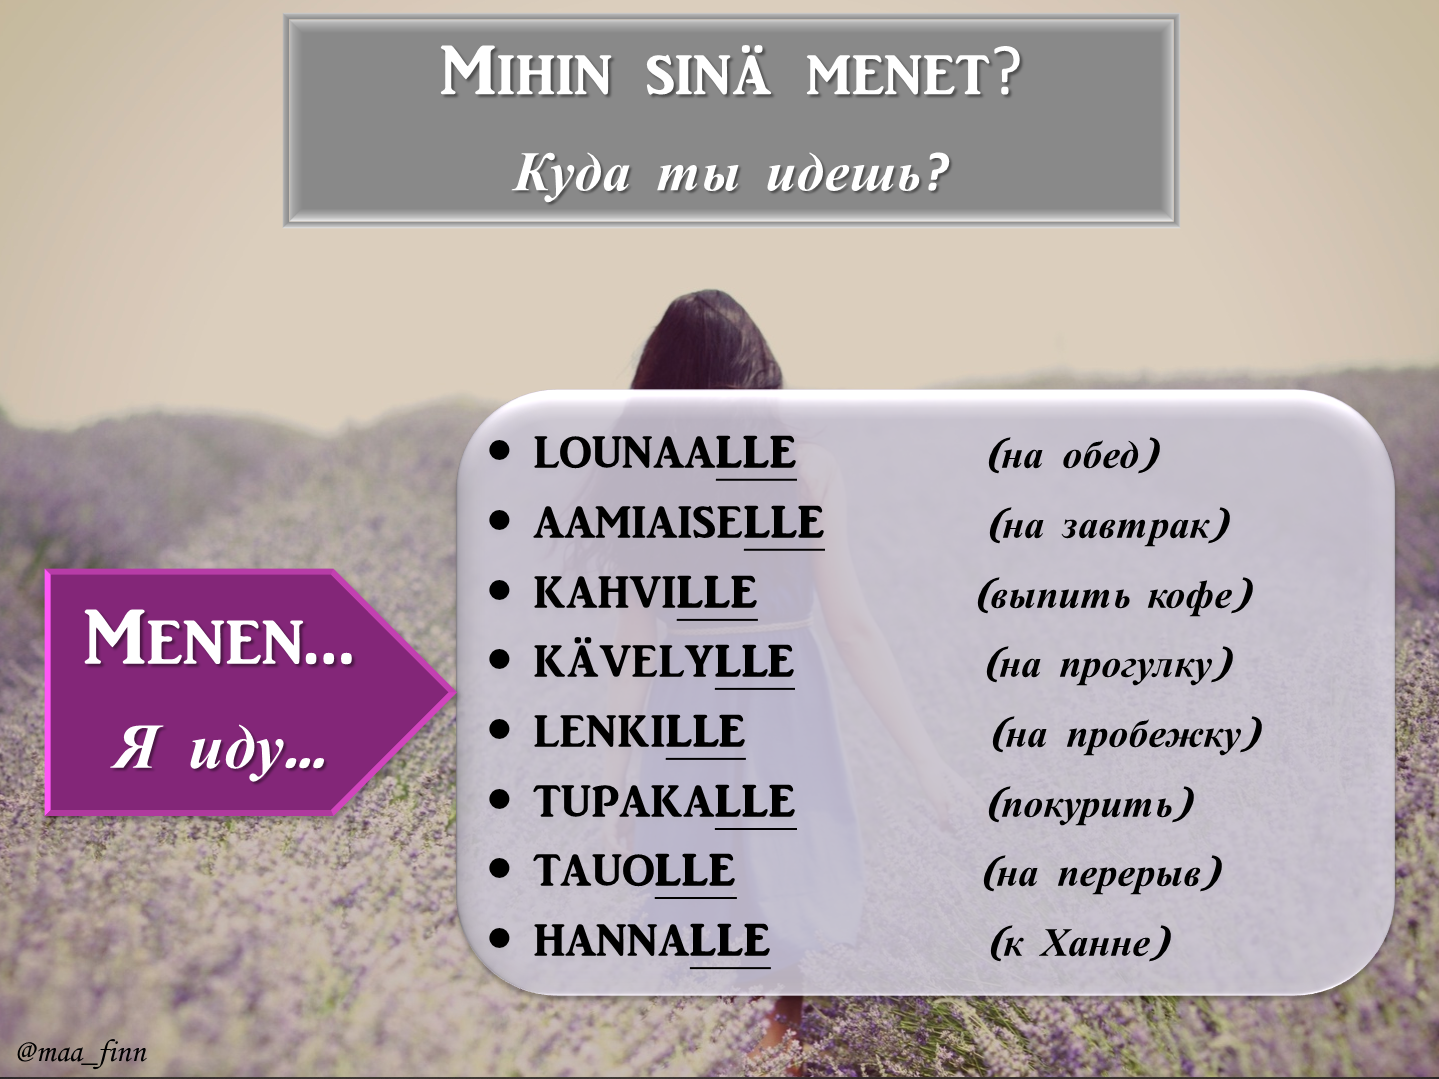 Mihin sinä menet?
Куда ты идешь?
Menen...
Я иду...
• LOUNAALLE (на обед)
• AAMIAISELLE (на завтрак)
• KAHVILLE (выпить кофе)
• KÄVELYLLE (на прогулку)
• LENKILLE (на пробежку)
• TUPAKALLE (покурить)
• TAUOLLE (на перерыв)
• HANNALLE (к Ханне)
@maa_finn